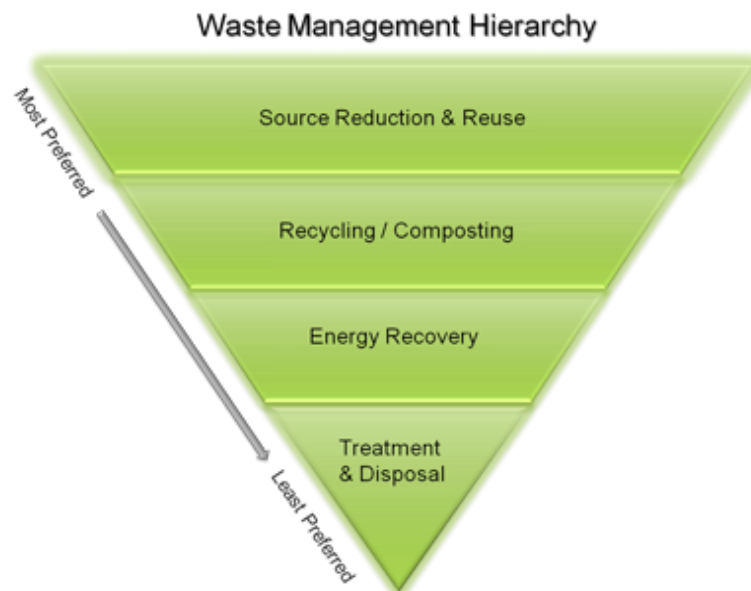 Waste Management Hierarchy
Most Preferred
Source Reduction & Reuse
Recycling / Composting
Energy Recovery
Treatment
& Disposal
Least Preferred